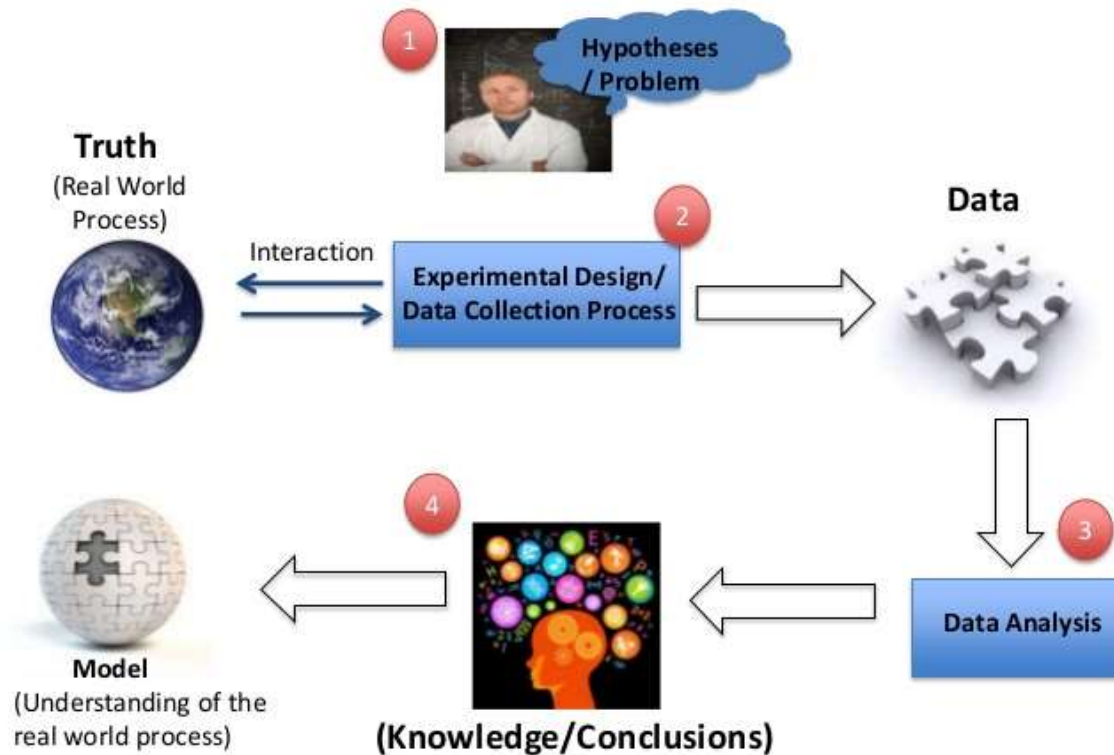 1
Hypotheses
/ Problem
Truth
(Real World
Process)
2
Data
Interaction
Experimental Design/
Data Collection Process
4
3
Data Analysis
Model
(Understanding of the
real world process)
(Knowledge/Conclusions)